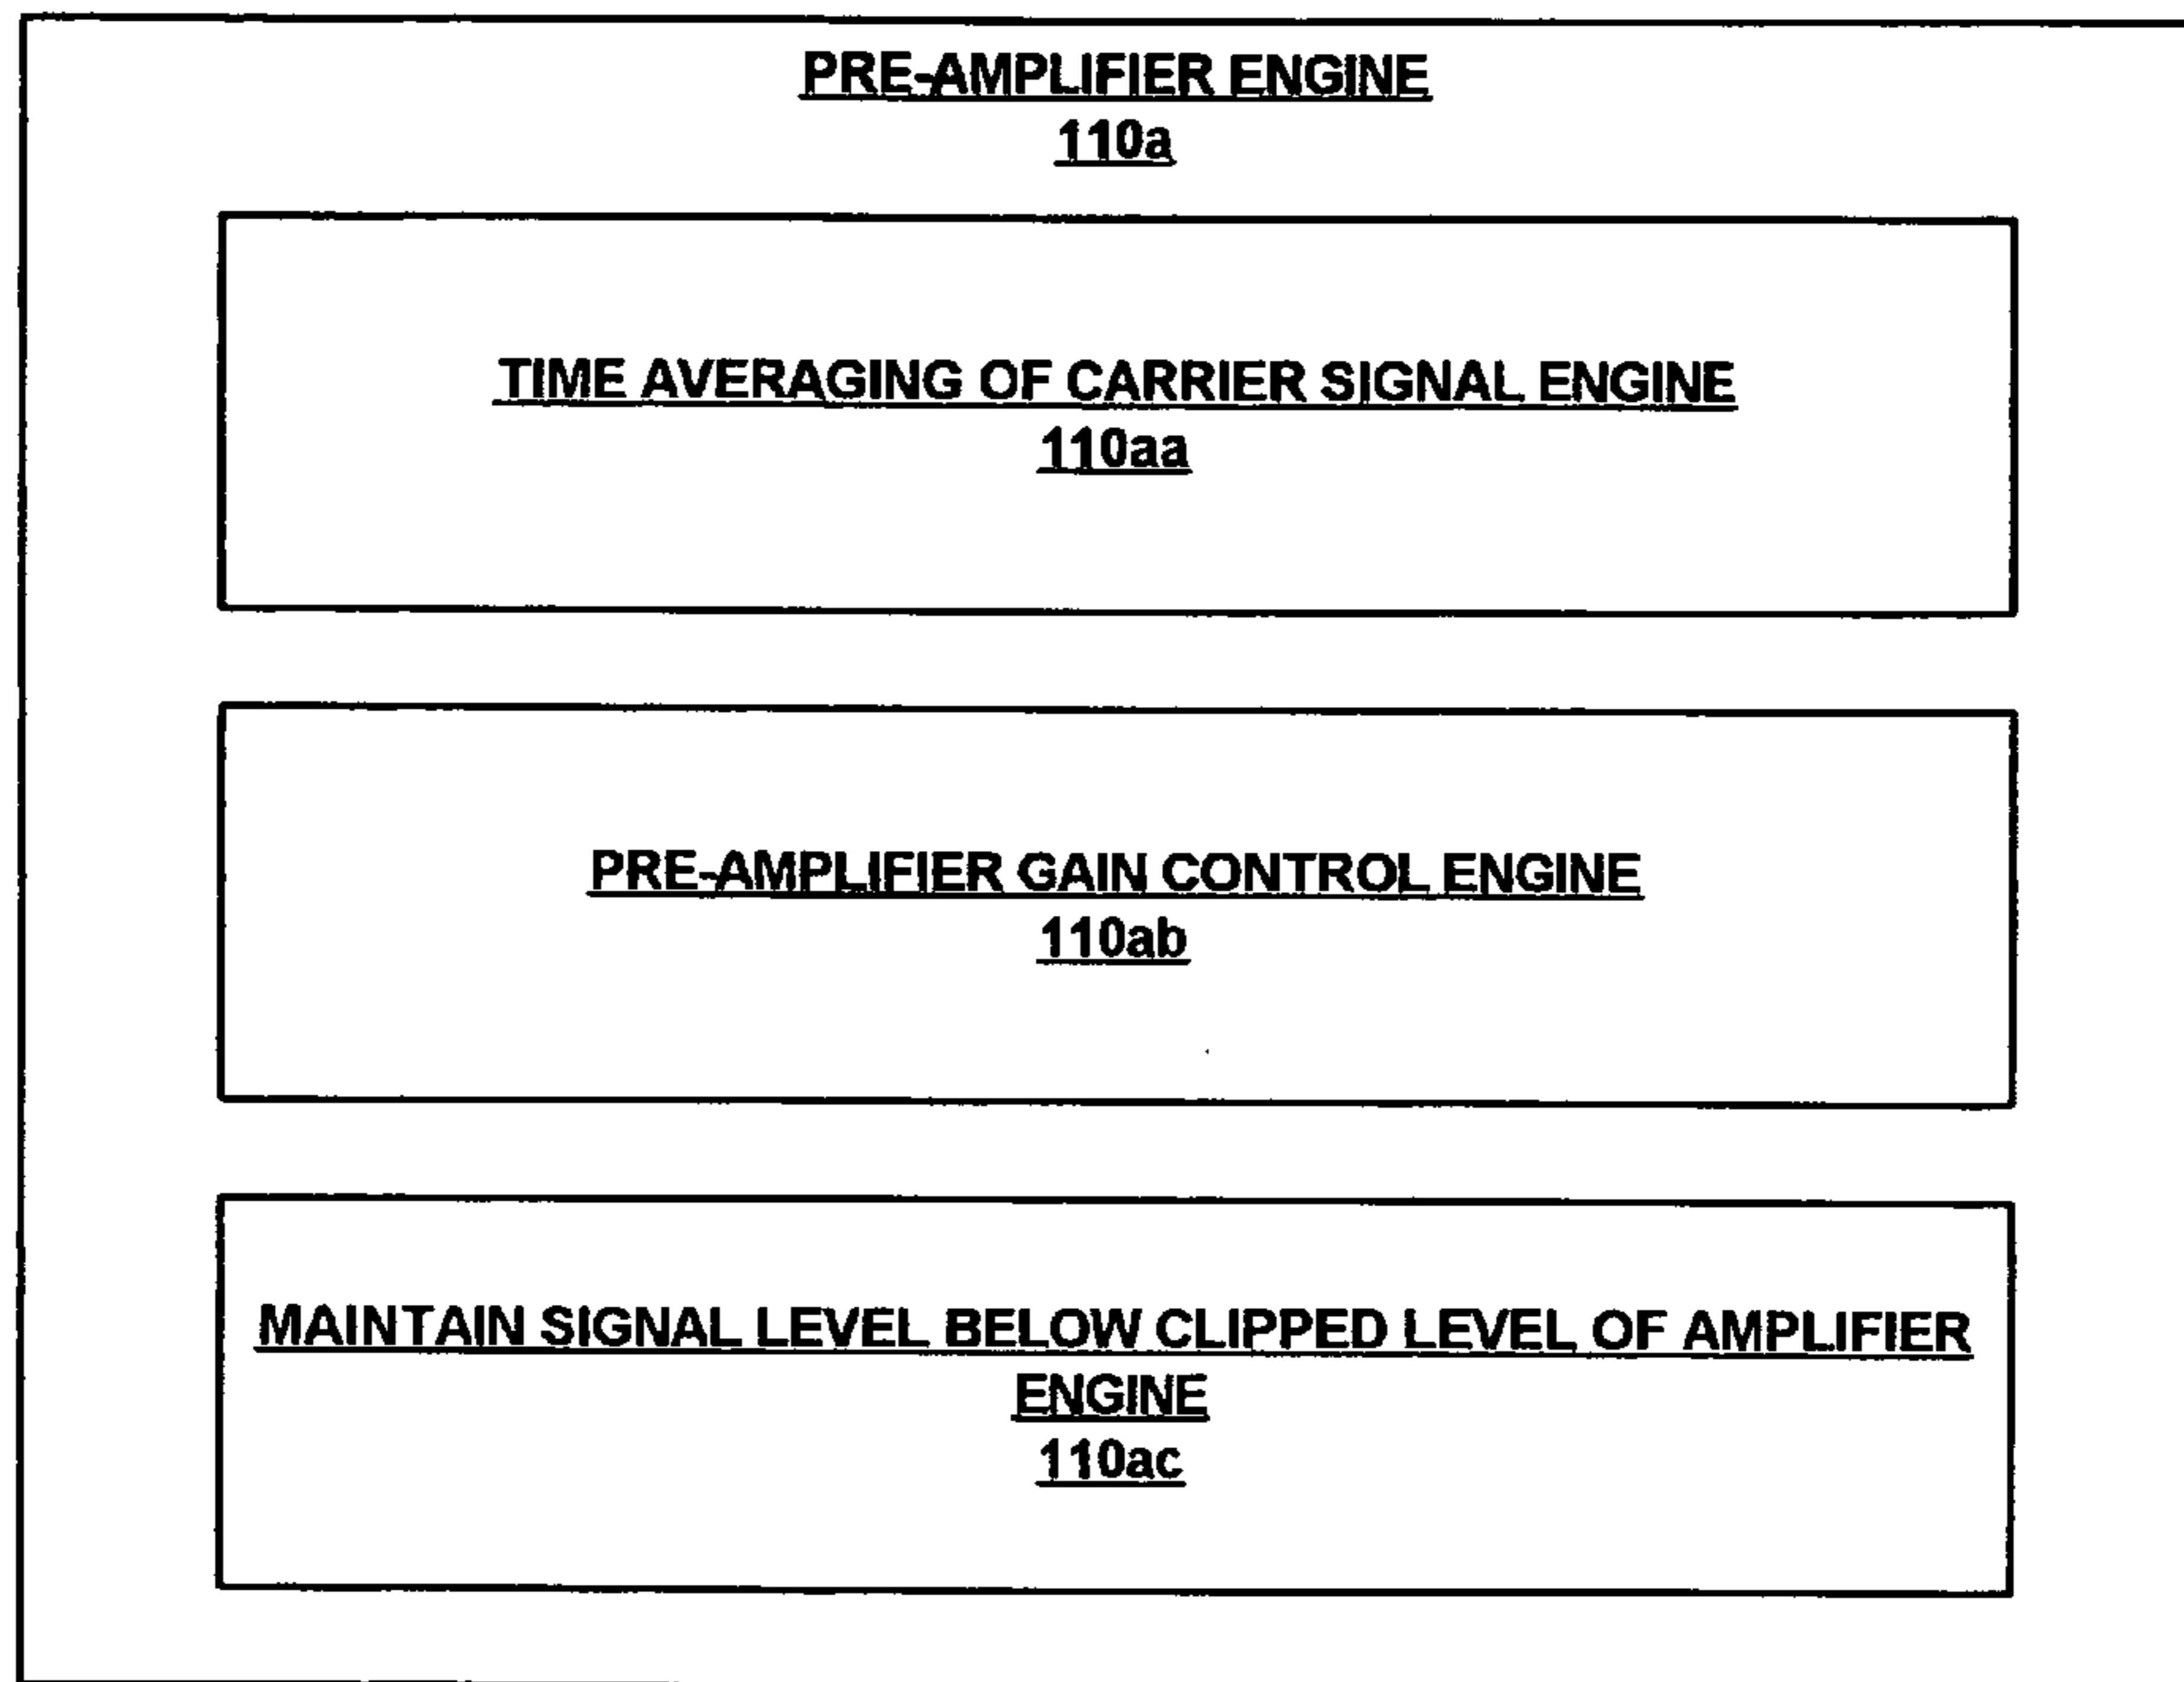 PRE-AMPLIFIER ENGINE
110a
TIME AVERAGING OF CARRIER SIGNAL ENGINE
110aa
PRE-AMPLIFIER GAIN CONTROL ENGINE
110ab
MAINTAIN SIGNAL LEVEL BELOW CLIPPED LEVEL OF AMPLIFIER
ENGINE
110ac